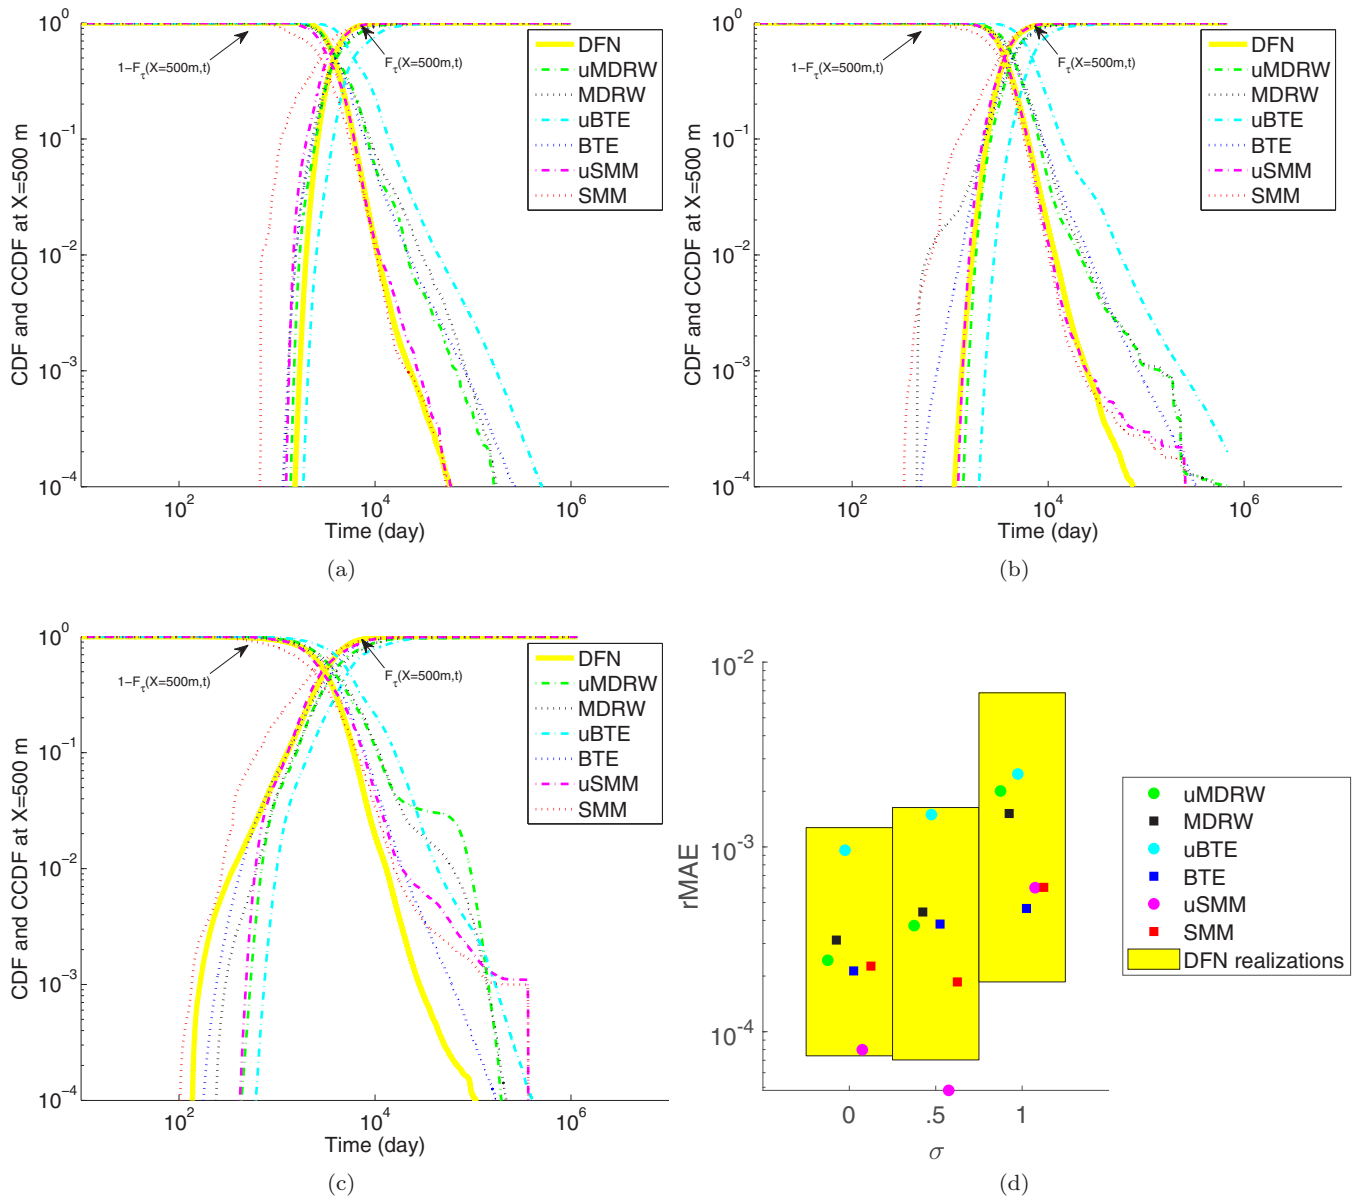 10^0
10^-1
10^-2
10^-3
10^-4
CDF and CCDF at X=500 m
1−F_τ(X=500m,t)
F_τ(X=500m,t)
DFN
uMDRW
MDRW
uBTE
BTE
uSMM
SMM
10^2
10^4
10^6
Time (day)
(a)
10^0
10^-1
10^-2
10^-3
10^-4
CDF and CCDF at X=500 m
1−F_τ(X=500m,t)
F_τ(X=500m,t)
DFN
uMDRW
MDRW
uBTE
BTE
uSMM
SMM
10^2
10^4
10^6
Time (day)
(b)
10^0
10^-1
10^-2
10^-3
10^-4
CDF and CCDF at X=500 m
1−F_τ(X=500m,t)
F_τ(X=500m,t)
DFN
uMDRW
MDRW
uBTE
BTE
uSMM
SMM
10^2
10^4
10^6
Time (day)
(c)
10^-2
10^-3
10^-4
rMAE
0
.5
1
σ
uMDRW
MDRW
uBTE
BTE
uSMM
SMM
DFN realizations
(d)